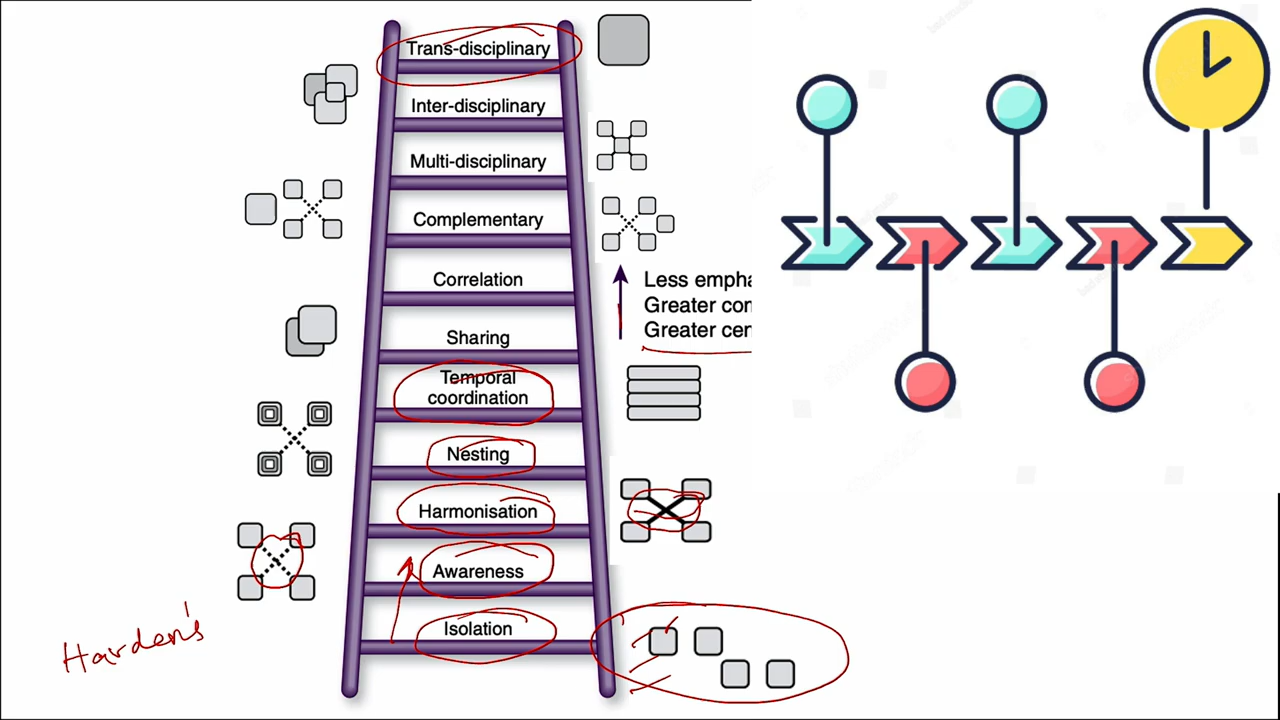 Trans-disciplinary
Inter-disciplinary
Multi-disciplinary
Complementary
Correlation
Less empha
Greater con
Greater cen
Sharing
Temporal
coordination
Nesting
Harmonisation
Awareness
Isolation
Harden's